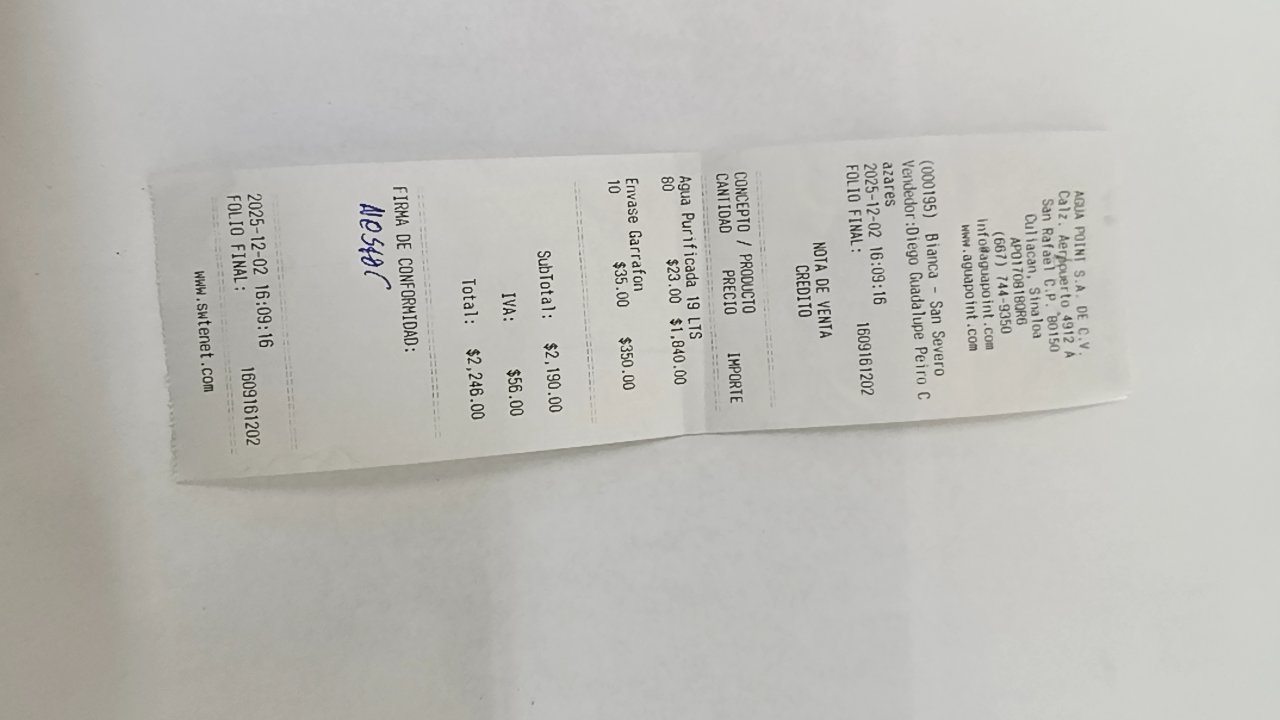 AGUA POINT S.A. DE C.V.
Calz. Aeropuerto 4912 A
San Rafael C.P. 80150
Culiacan, Sinaloa
APO1708180R6
(667) 744-9350
info@aguapoint.com
www.aguapoint.com
(000195) Bianca - San Severo
Vendedor:Diego Guadalupe Peiro C
azares
2025-12-02 16:09:16
FOLIO FINAL: 1609161202
NOTA DE VENTA
CREDITO
CONCEPTO / PRODUCTO
CANTIDAD PRECIO IMPORTE
Agua Purificada 19 LTS
80 $23.00 $1,840.00
Envase Garrafon
10 $35.00 $350.00
SubTotal: $2,190.00
IVA: $56.00
Total: $2,246.00
FIRMA DE CONFORMIDAD:
Nestor
2025-12-02 16:09:16
FOLIO FINAL: 1609161202
www.swtenet.com